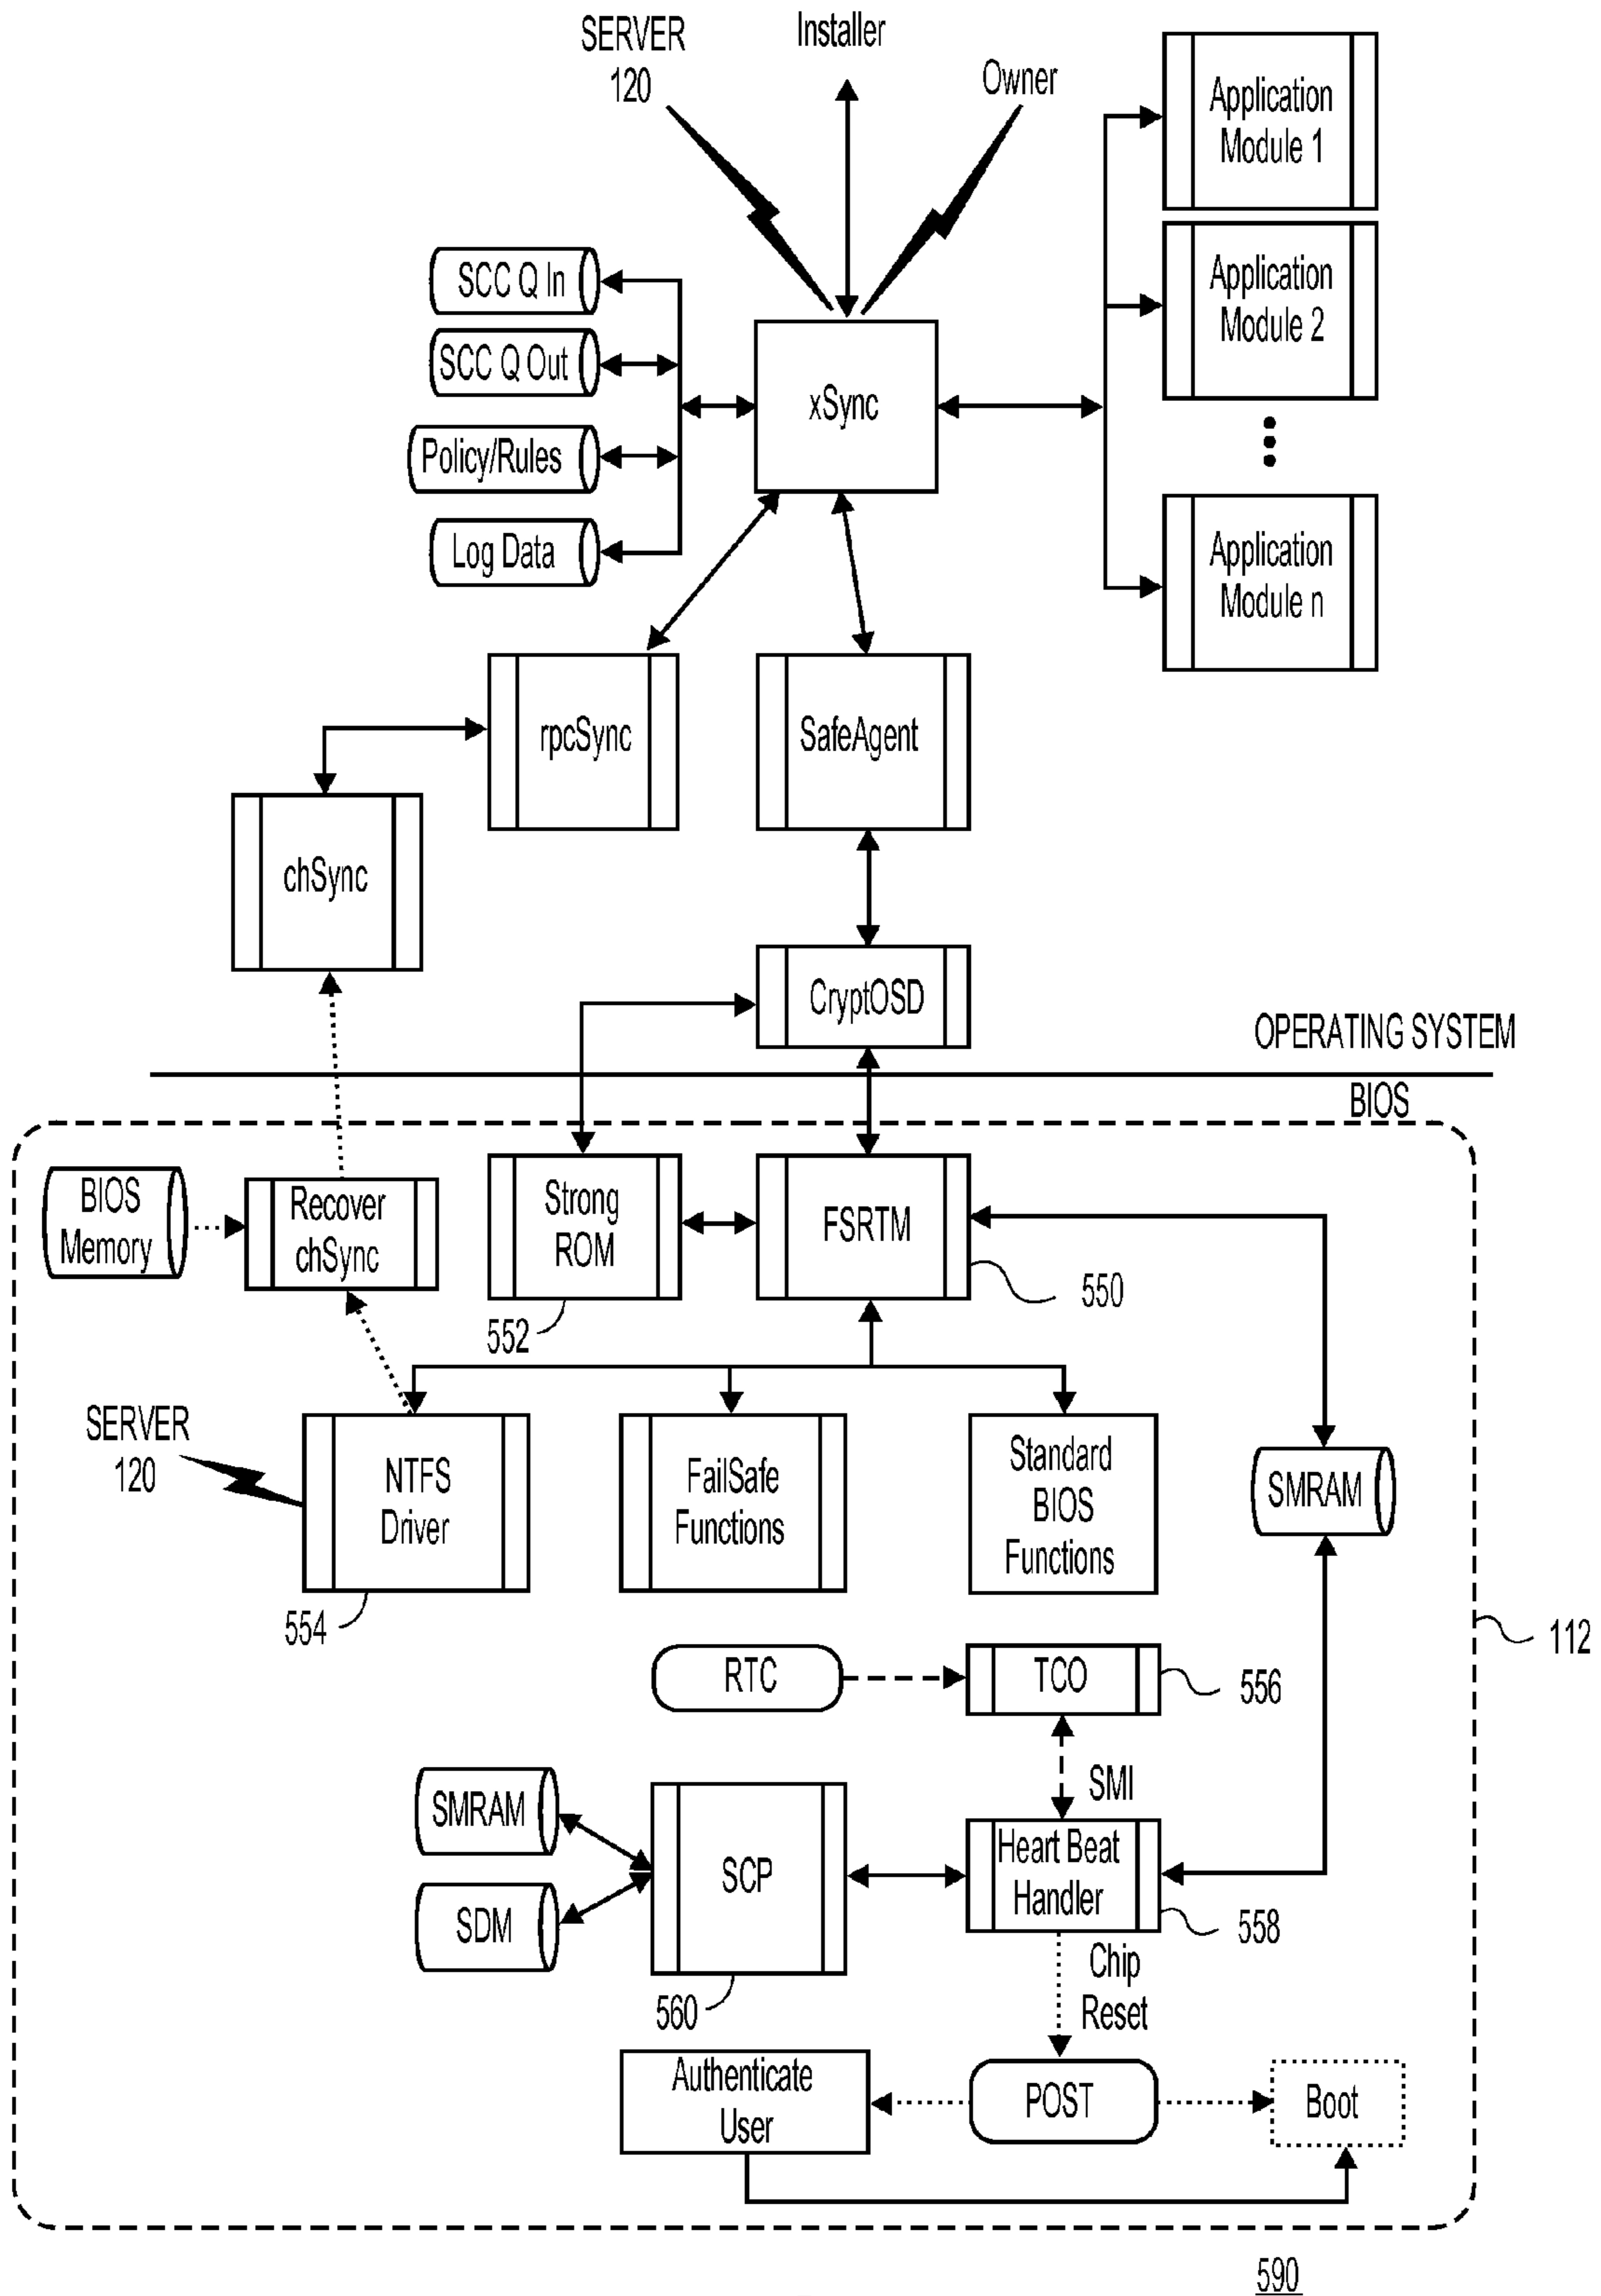 SERVER
120
Installer
Owner
Application
Module 1
SCC Q In
Application
Module 2
SCC Q Out
xSync
Policy/Rules
Log Data
Application
Module n
rpcSync
SafeAgent
chSync
CryptOSD
OPERATING SYSTEM
BIOS
BIOS
Memory
Recover
chSync
Strong
ROM
FSRTM
550
552
SERVER
120
NTFS
Driver
FailSafe
Functions
Standard
BIOS
Functions
SMRAM
554
112
RTC
TCO
556
SMI
SMRAM
SCP
Heart Beat
Handler
SDM
558
Chip
Reset
560
Authenticate
User
POST
Boot
590